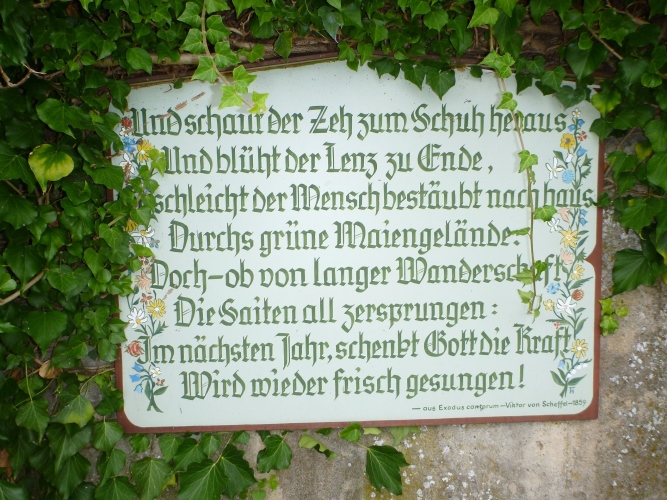 Und schaut der Zeh zum Schuh heraus
Und blüht der Lenz zu Ende,
schleicht der Mensch bestäubt nach haus
Durchs grüne Maiengelände.
Doch-ob von langer Wanderschaft
Die Saiten all zersprungen:
Im nächsten Jahr, schenkt Gott die Kraft
Wird wieder frisch gesungen!
— aus Exodus cantorum – Viktor von Scheffel – 1859